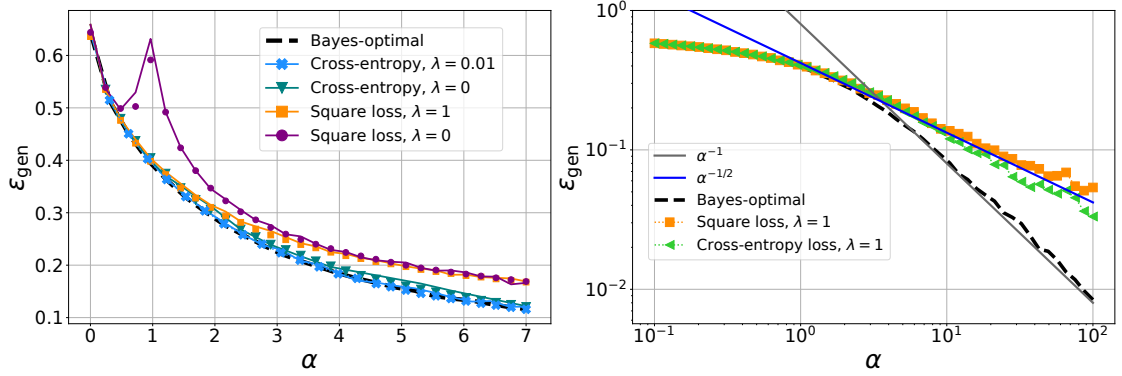 0.6
0.5
0.4
0.3
0.2
0.1
0 1 2 3 4 5 6 7
α
ε_gen
Bayes-optimal
Cross-entropy, λ = 0.01
Cross-entropy, λ = 0
Square loss, λ = 1
Square loss, λ = 0
10⁰
10⁻¹
10⁻²
10⁻¹ 10⁰ 10¹ 10²
α
ε_gen
α⁻¹
α⁻¹/²
Bayes-optimal
Square loss, λ = 1
Cross-entropy loss, λ = 1